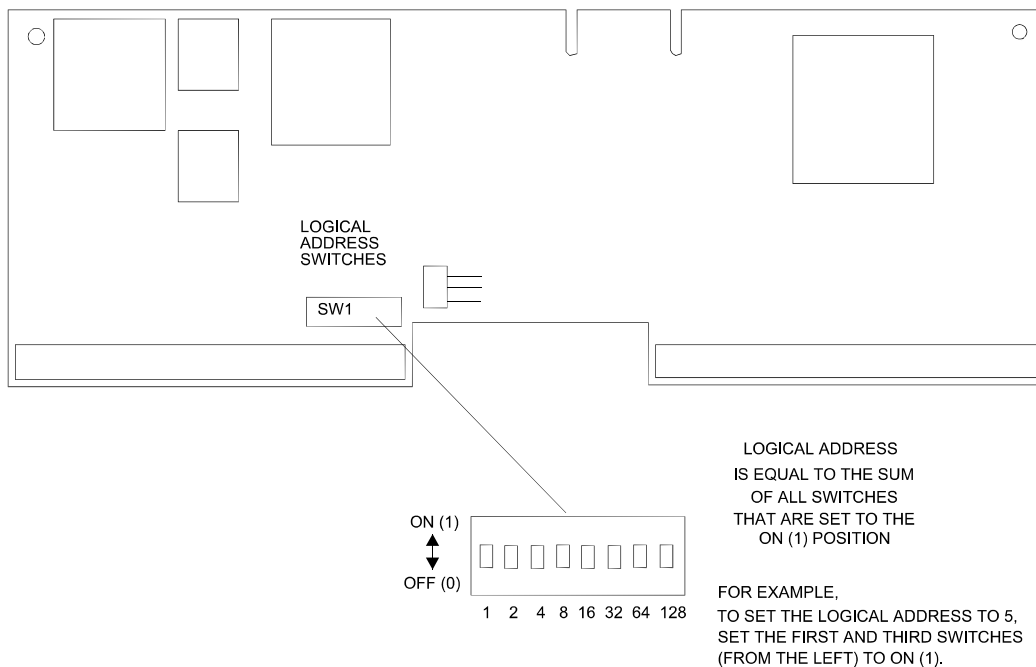 LOGICAL
ADDRESS
SWITCHES
SW1
LOGICAL ADDRESS
IS EQUAL TO THE SUM
OF ALL SWITCHES
THAT ARE SET TO THE
ON (1) POSITION
ON (1)
OFF (0)
1 2 4 8 16 32 64 128
FOR EXAMPLE,
TO SET THE LOGICAL ADDRESS TO 5,
SET THE FIRST AND THIRD SWITCHES
(FROM THE LEFT) TO ON (1).